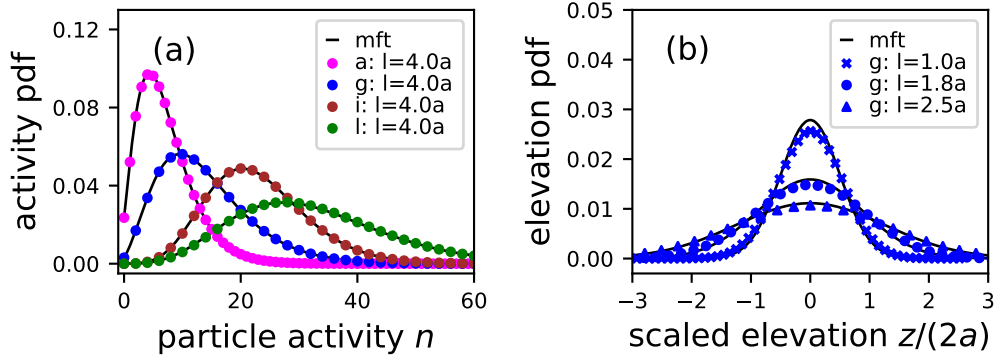 (a)
activity pdf
0.12
0.08
0.04
0.00
0
20
40
60
particle activity n
mft
a: l=4.0a
g: l=4.0a
i: l=4.0a
l: l=4.0a
(b)
elevation pdf
0.05
0.04
0.03
0.02
0.01
0.00
−3
−2
−1
0
1
2
3
scaled elevation z/(2a)
mft
g: l=1.0a
g: l=1.8a
g: l=2.5a